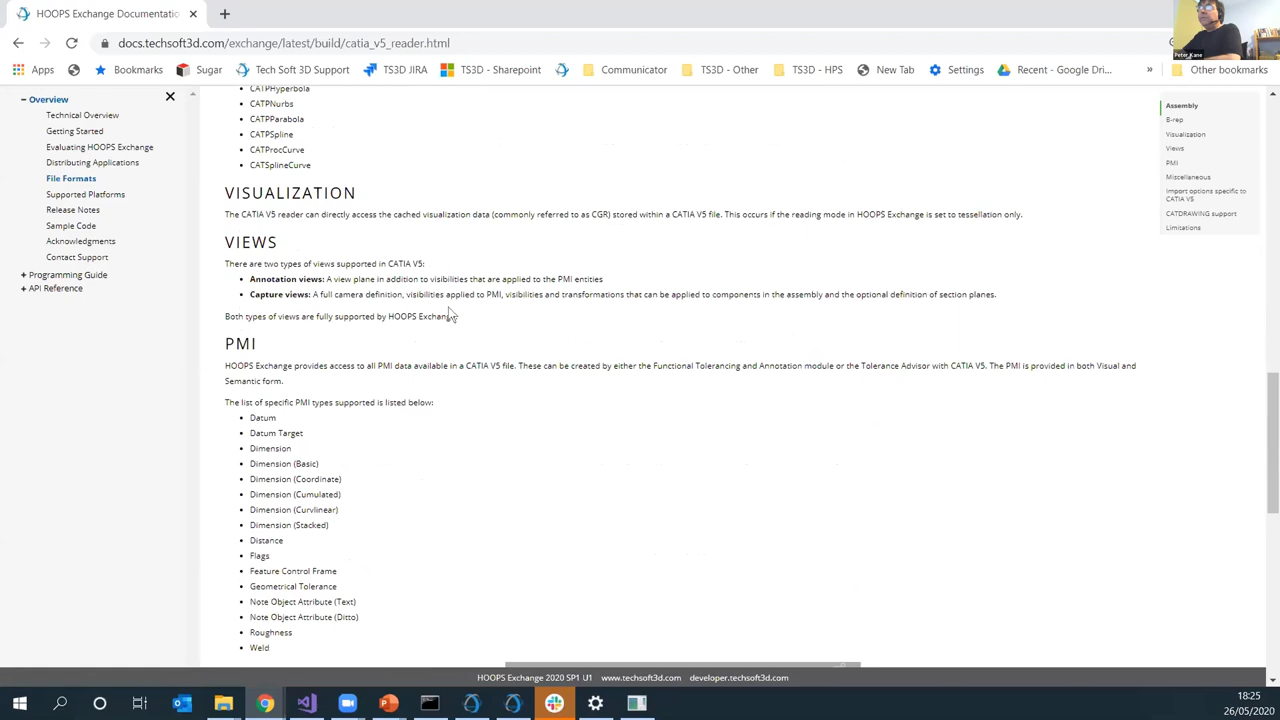 HOOPS Exchange Documentatio
docs.techsoft3d.com/exchange/latest/build/catia_v5_reader.html
Peter Kane
Apps
Bookmarks
Sugar
Tech Soft 3D Support
TS3D JIRA
TS3D - Sharepoint
Communicator
TS3D - Other
TS3D - HPS
New Tab
Settings
Recent - Google Dri...
»
Other bookmarks
Overview
Technical Overview
Getting Started
Evaluating HOOPS Exchange
Distributing Applications
File Formats
Supported Platforms
Release Notes
Sample Code
Acknowledgments
Contact Support
Programming Guide
API Reference
CATPHyperbola
CATPNurbs
CATPParabola
CATPSpline
CATProcCurve
CATSplineCurve
VISUALIZATION
The CATIA V5 reader can directly access the cached visualization data (commonly referred to as CGR) stored within a CATIA V5 file. This occurs if the reading mode in HOOPS Exchange is set to tessellation only.
VIEWS
There are two types of views supported in CATIA V5:
Annotation views: A view plane in addition to visibilities that are applied to the PMI entities
Capture views: A full camera definition, visibilities applied to PMI, visibilities and transformations that can be applied to components in the assembly and the optional definition of section planes.
Both types of views are fully supported by HOOPS Exchange
PMI
HOOPS Exchange provides access to all PMI data available in a CATIA V5 file. These can be created by either the Functional Tolerancing and Annotation module or the Tolerance Advisor with CATIA V5. The PMI is provided in both Visual and
Semantic form.
The list of specific PMI types supported is listed below:
Datum
Datum Target
Dimension
Dimension (Basic)
Dimension (Coordinate)
Dimension (Cumulated)
Dimension (Curvlinear)
Dimension (Stacked)
Distance
Flags
Feature Control Frame
Geometrical Tolerance
Note Object Attribute (Text)
Note Object Attribute (Ditto)
Roughness
Weld
Assembly
B-rep
Visualization
Views
PMI
Miscellaneous
Import options specific to
CATIA V5
CATDRAWING support
Limitations
HOOPS Exchange 2020 SP1 U1 www.techsoft3d.com developer.techsoft3d.com
18:25
26/05/2020